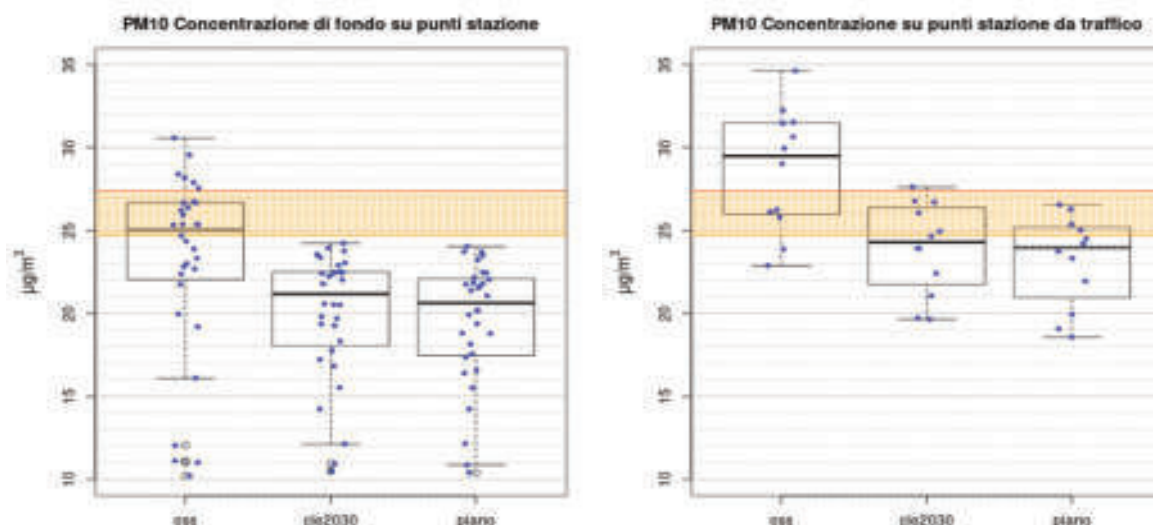 PM10 Concentrazione di fondo su punti stazione
35
30
25
20
15
10
µg/m³
oss
cle2030
piano
PM10 Concentrazione su punti stazione da traffico
35
30
25
20
15
10
µg/m³
oss
cle2030
piano